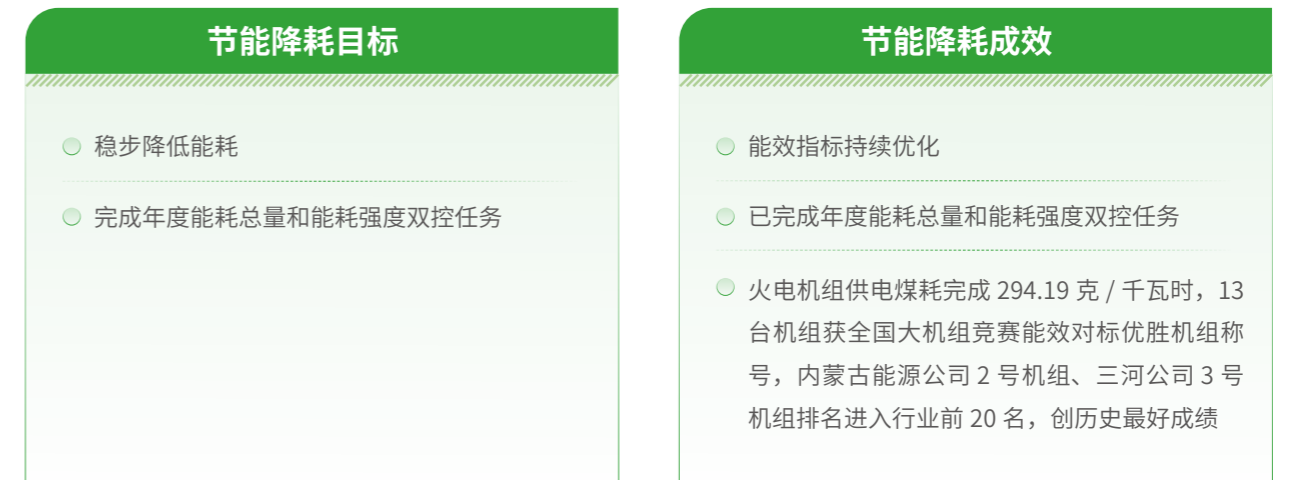 节能降耗目标
稳步降低能耗
完成年度能耗总量和能耗强度双控任务
节能降耗成效
能效指标持续优化
已完成年度能耗总量和能耗强度双控任务
火电机组供电煤耗完成 294.19 克 / 千瓦时，13
台机组获全国大机组竞赛能效对标优胜机组称
号，内蒙古能源公司 2 号机组、三河公司 3 号
机组排名进入行业前 20 名，创历史最好成绩